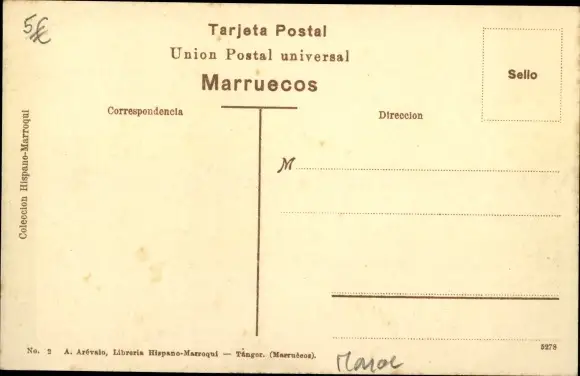 5€
Tarjeta Postal
Union Postal universal
Marruecos
Sello
Correspondencia
Direccion
M
Coleccion Hispano-Marroqui
No. 2 A. Arévalo, Libreria Hispano-Marroqui — Tánger. (Marruecos).
5278
Maroc